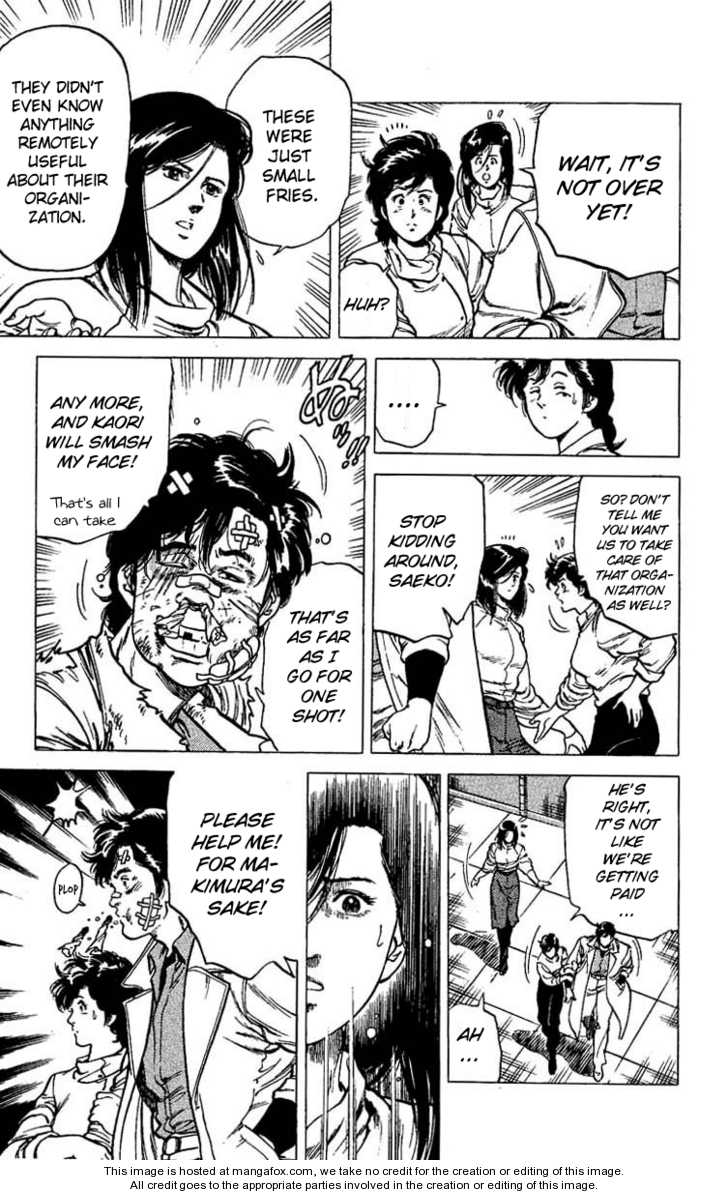 WAIT, IT'S
NOT OVER
YET!
HUH?
THESE
WERE
JUST
SMALL
FRIES.
THEY DIDN'T
EVEN KNOW
ANYTHING
REMOTELY
USEFUL
ABOUT THEIR
ORGANI-
ZATION.
....
SO? DON'T
TELL ME
YOU WANT
US TO TAKE
CARE OF
THAT ORGA-
NIZATION
AS WELL?
STOP
KIDDING
AROUND,
SAEKO!
THAT'S
AS FAR
AS I
GO FOR
ONE
SHOT!
ANY MORE,
AND KAORI
WILL SMASH
MY FACE!
That's all I
can take
ぬっ!!
HE'S
RIGHT,
IT'S NOT
LIKE
WE'RE
GETTING
PAID
...
AH
...
PLEASE
HELP ME!
FOR MA-
KIMURA'S
SAKE!
PLOP
This image is hosted at mangafox.com, we take no credit for the creation or editing of this image.
All credit goes to the appropriate parties involved in the creation or editing of this image.